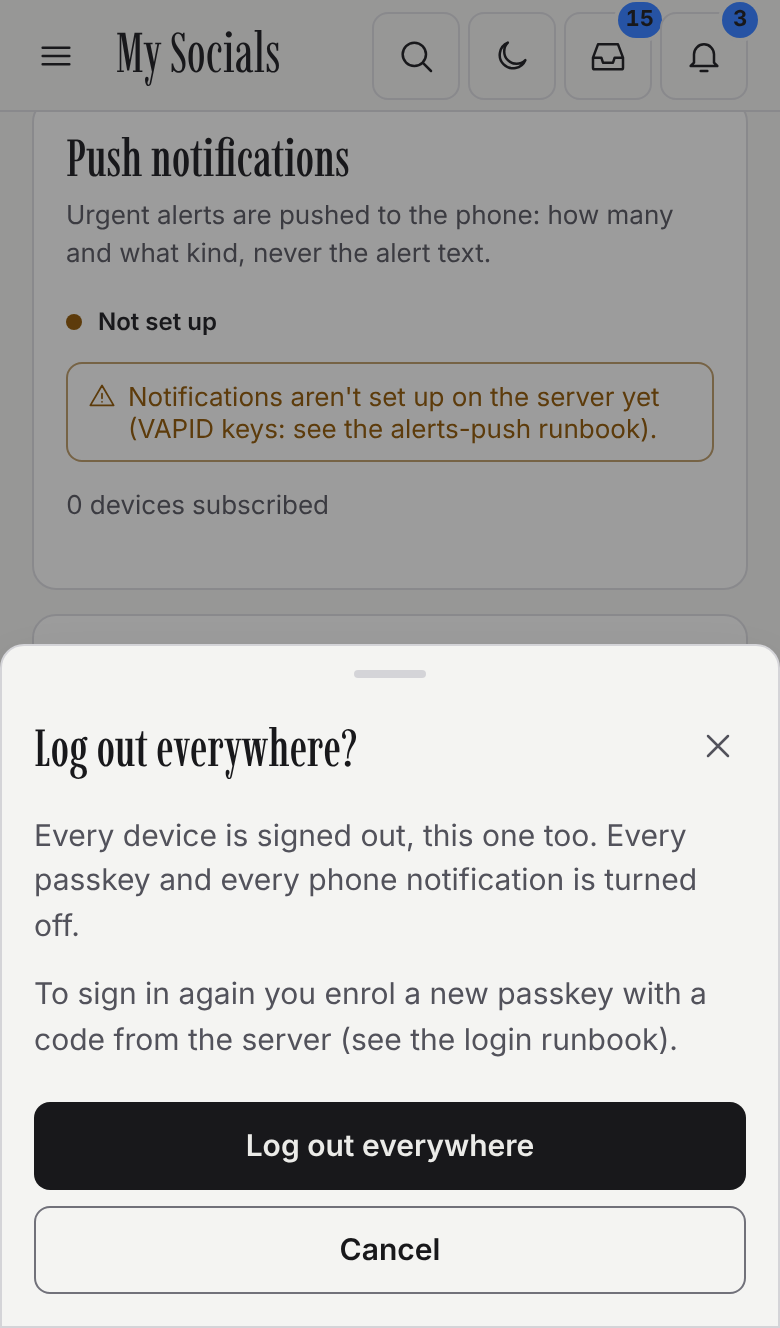 My Socials
15
3
Push notifications
Urgent alerts are pushed to the phone: how many
and what kind, never the alert text.
Not set up
Notifications aren't set up on the server yet
(VAPID keys: see the alerts-push runbook).
0 devices subscribed
Log out everywhere?
Every device is signed out, this one too. Every
passkey and every phone notification is turned
off.
To sign in again you enrol a new passkey with a
code from the server (see the login runbook).
Log out everywhere
Cancel